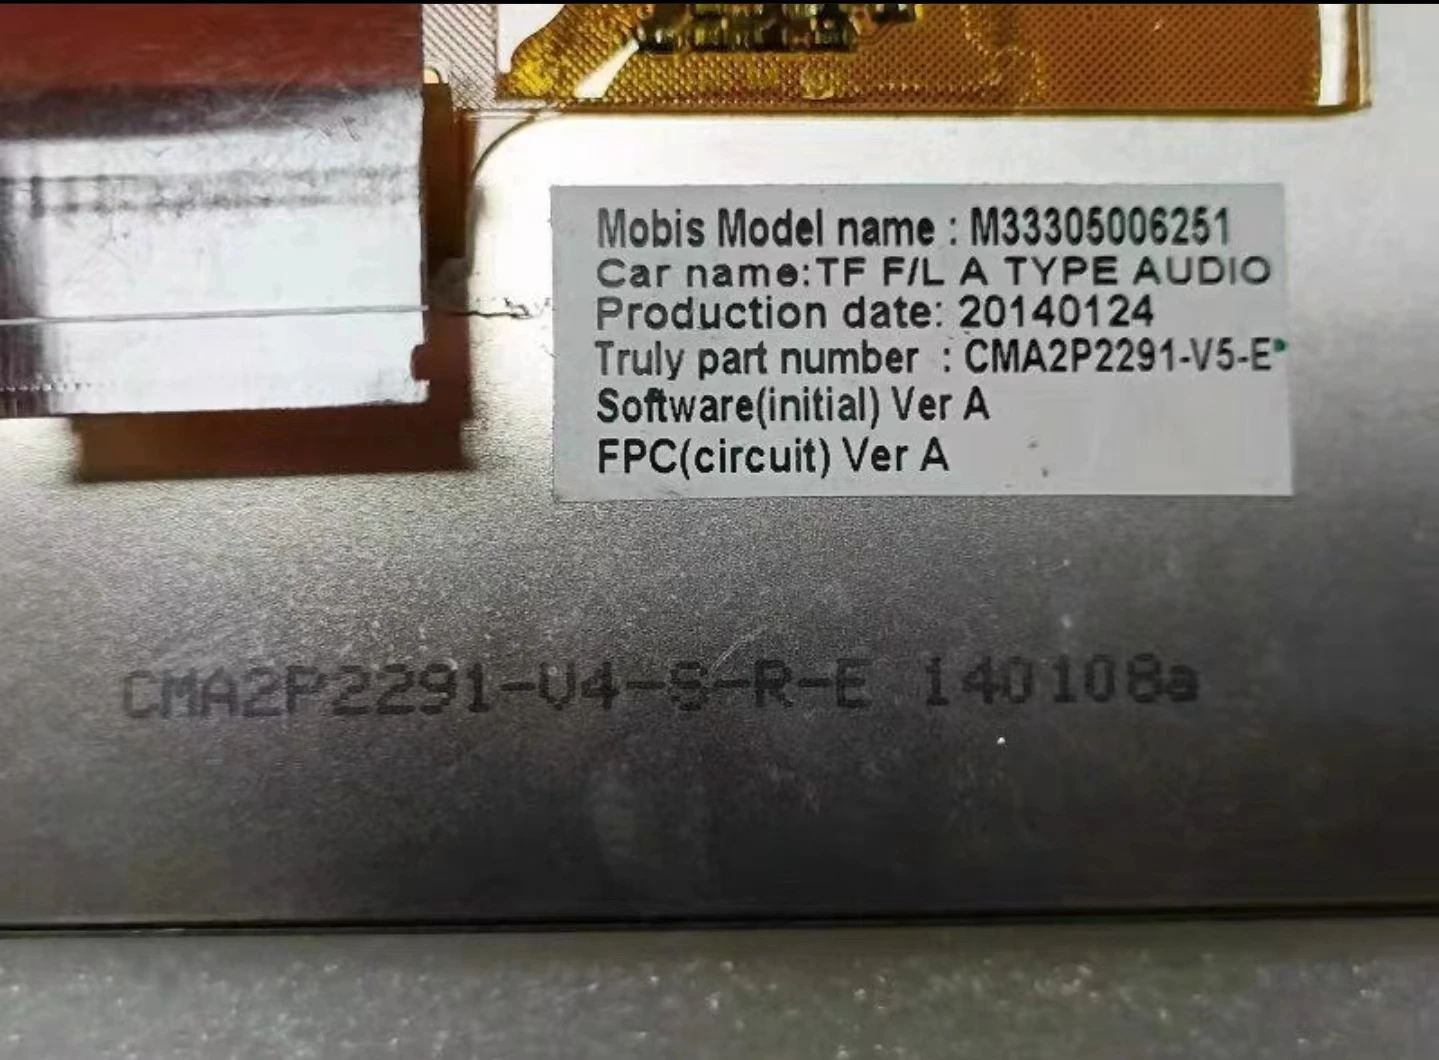 Mobis Model name : M33305006251
Car name:TF F/L A TYPE AUDIO
Production date: 20140124
Truly part number : CMA2P2291-V5-E
Software(initial) Ver A
FPC(circuit) Ver A
CMA2P2291-V4-S-R-E 140108a